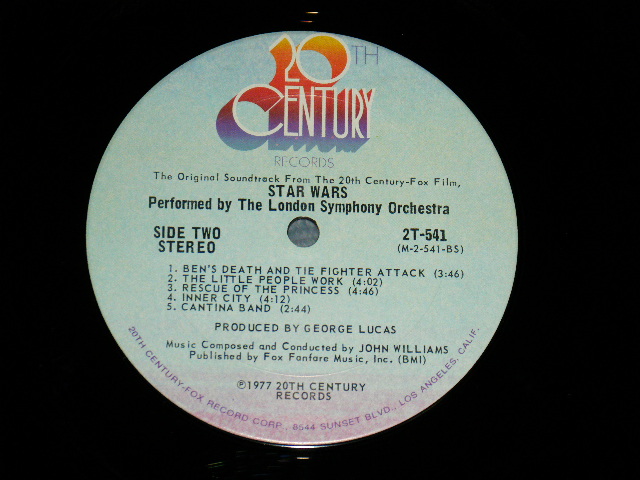 20TH
CENTURY
RECORDS
The Original Soundtrack From The 20th Century-Fox Film,
STAR WARS
Performed by The London Symphony Orchestra
SIDE TWO
STEREO
2T-541
(M-2-541-BS)
1. BEN'S DEATH AND TIE FIGHTER ATTACK (3:46)
2. THE LITTLE PEOPLE WORK (4:02)
3. RESCUE OF THE PRINCESS (4:46)
4. INNER CITY (4:12)
5. CANTINA BAND (2:44)
PRODUCED BY GEORGE LUCAS
Music Composed and Conducted by JOHN WILLIAMS
Published by Fox Fanfare Music, Inc. (BMI)
℗1977 20TH CENTURY
RECORDS
20TH CENTURY-FOX RECORD CORP., 8544 SUNSET BLVD., LOS ANGELES, CALIF.